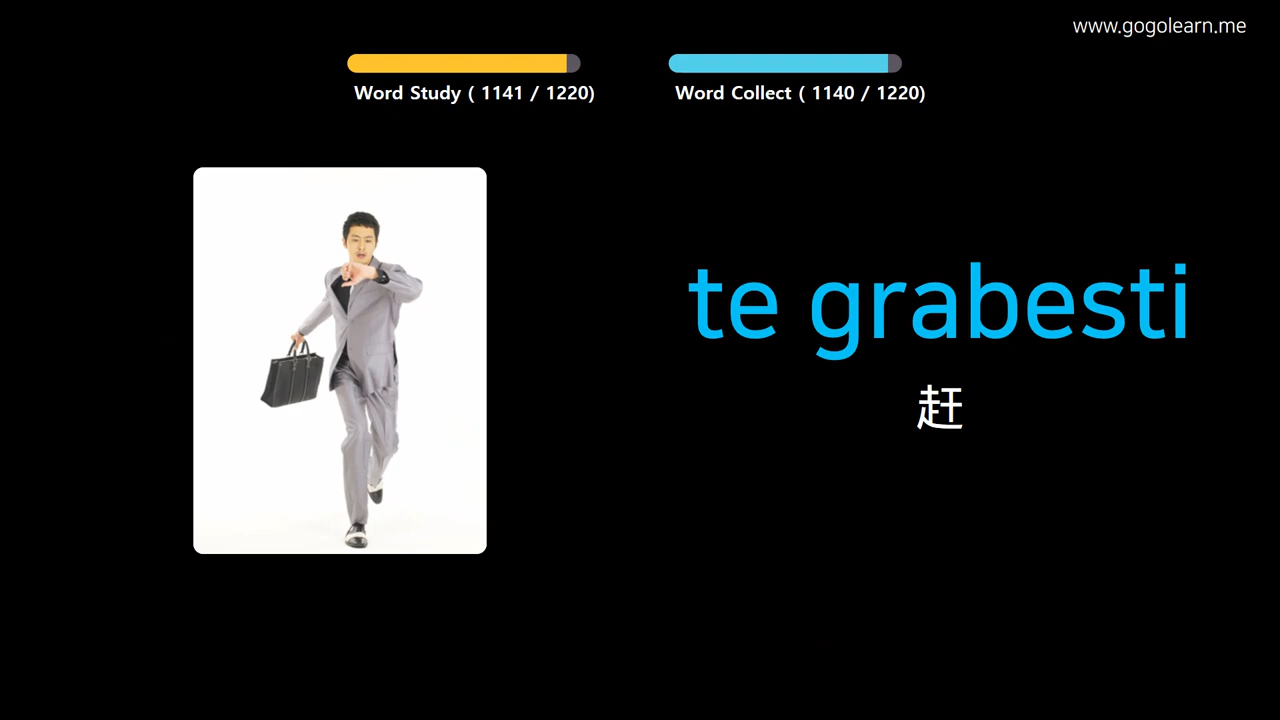 www.gogolearn.me
Word Study ( 1141 / 1220)
Word Collect ( 1140 / 1220)
te grabesti
赶